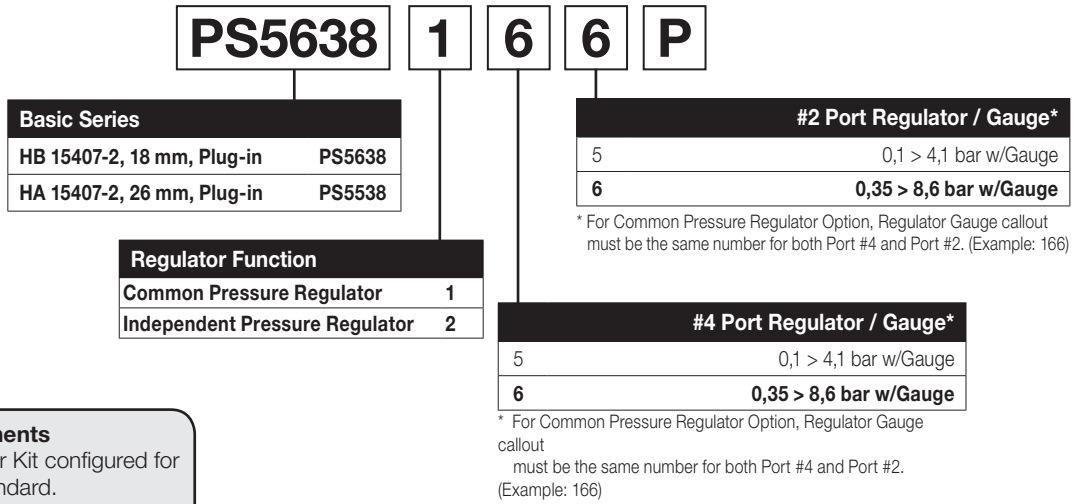 PS5638 1 6 6 P
Basic Series
HB 15407-2, 18 mm, Plug-in PS5638
HA 15407-2, 26 mm, Plug-in PS5538
#2 Port Regulator / Gauge*
5 0,1 > 4,1 bar w/Gauge
6 0,35 > 8,6 bar w/Gauge
* For Common Pressure Regulator Option, Regulator Gauge callout
must be the same number for both Port #4 and Port #2. (Example: 166)
Regulator Function
Common Pressure Regulator 1
Independent Pressure Regulator 2
#4 Port Regulator / Gauge*
5 0,1 > 4,1 bar w/Gauge
6 0,35 > 8,6 bar w/Gauge
* For Common Pressure Regulator Option, Regulator Gauge
callout
must be the same number for both Port #4 and Port #2.
(Example: 166)
Kit configured for